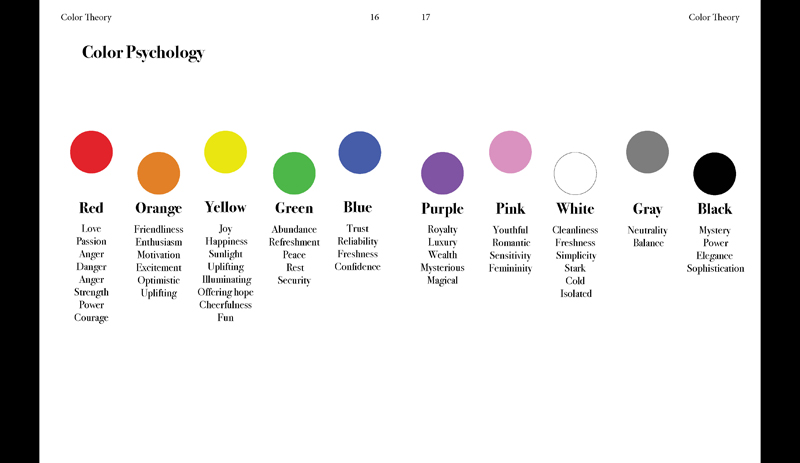 Color Theory
16
17
Color Theory
Color Psychology
Red
Love
Passion
Anger
Danger
Anger
Strength
Power
Courage
Orange
Friendliness
Enthusiasm
Motivation
Excitement
Optimistic
Uplifting
Yellow
Joy
Happiness
Sunlight
Uplifting
Illuminating
Offering hope
Cheerfulness
Fun
Green
Abundance
Refreshment
Peace
Rest
Security
Blue
Trust
Reliability
Freshness
Confidence
Purple
Royalty
Luxury
Wealth
Mysterious
Magical
Pink
Youthful
Romantic
Sensitivity
Femininity
White
Cleanliness
Freshness
Simplicity
Stark
Cold
Isolated
Gray
Neutrality
Balance
Black
Mystery
Power
Elegance
Sophistication